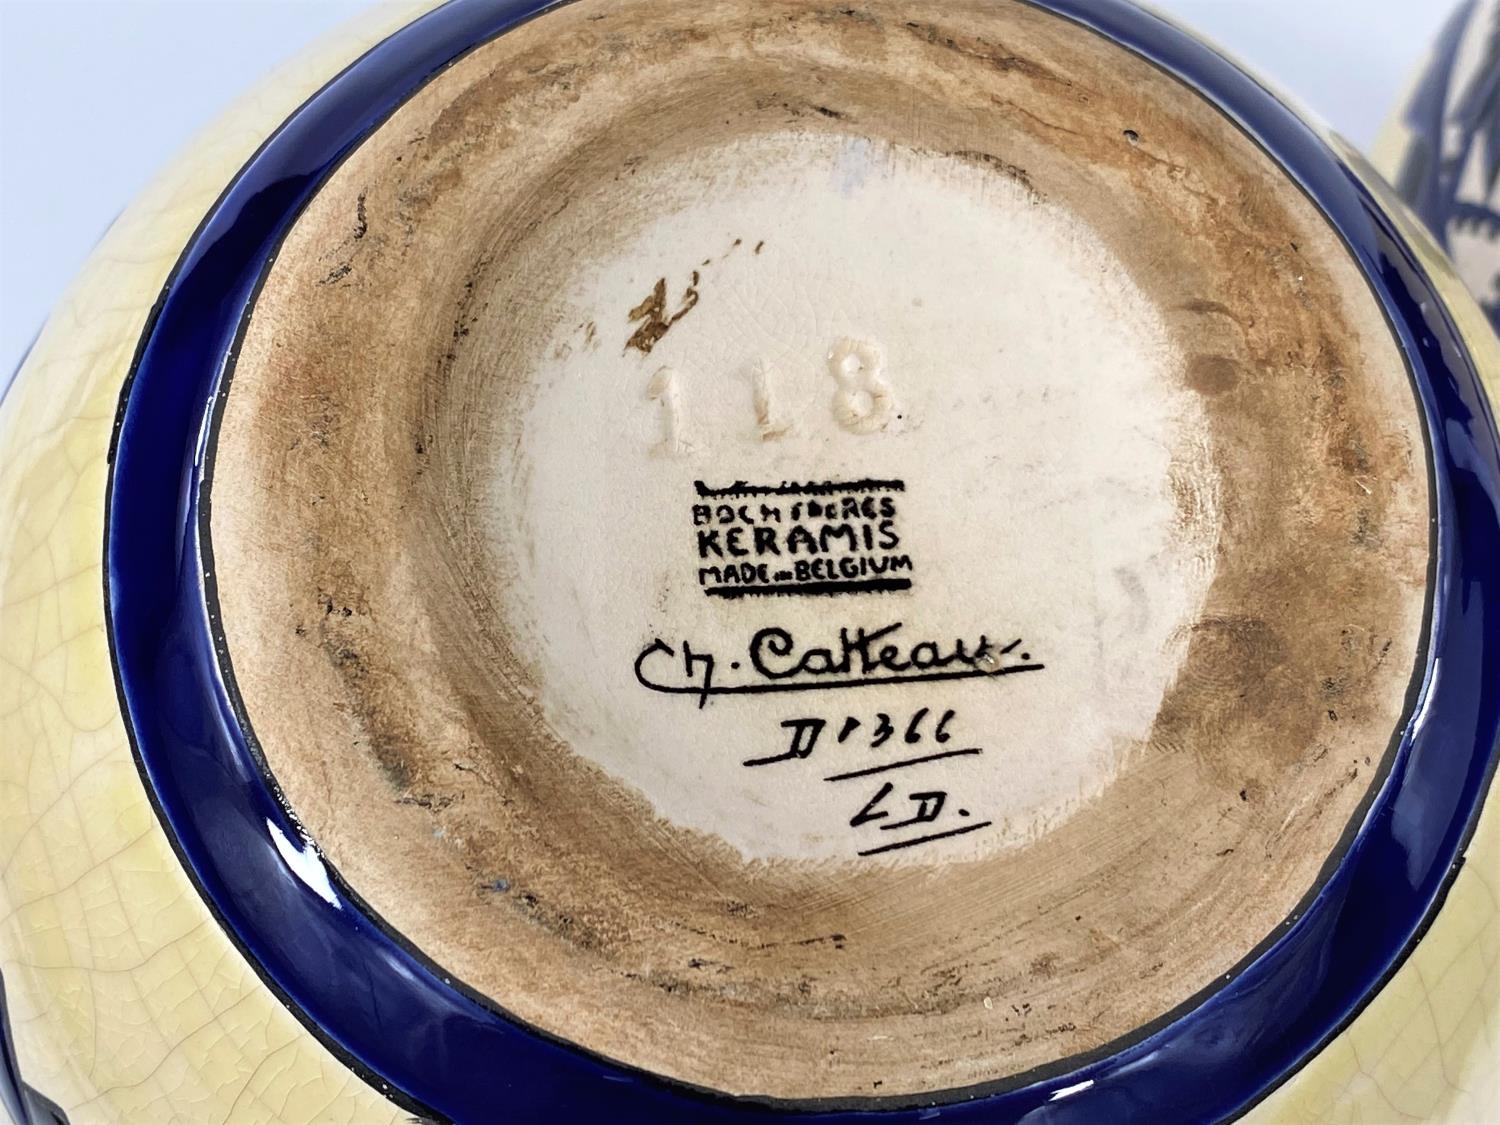 118
BOCH FRERES
KERAMIS
MADE IN BELGIUM
Ch. Catteau.
D1366
LD.